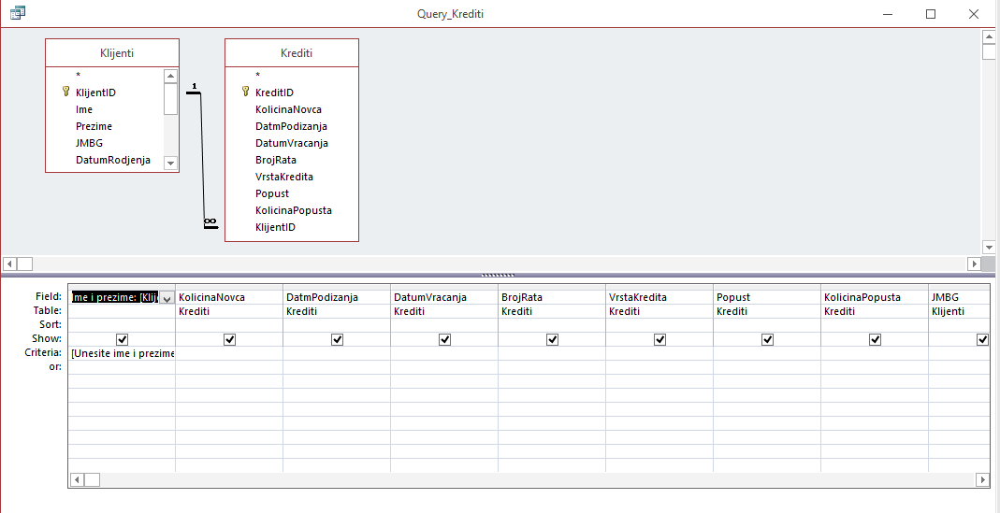 Query_Krediti
Klijenti
*
KlijentID
Ime
Prezime
JMBG
DatumRodjenja
1
∞
Krediti
*
KreditID
KolicinaNovca
DatmPodizanja
DatumVracanja
BrojRata
VrstaKredita
Popust
KolicinaPopusta
KlijentID
Field: Ime i prezime: [Klije KolicinaNovca DatmPodizanja DatumVracanja BrojRata VrstaKredita Popust KolicinaPopusta JMBG
Table: Krediti Krediti Krediti Krediti Krediti Krediti Krediti Klijenti
Sort:
Show:
Criteria: [Unesite ime i prezime
or: